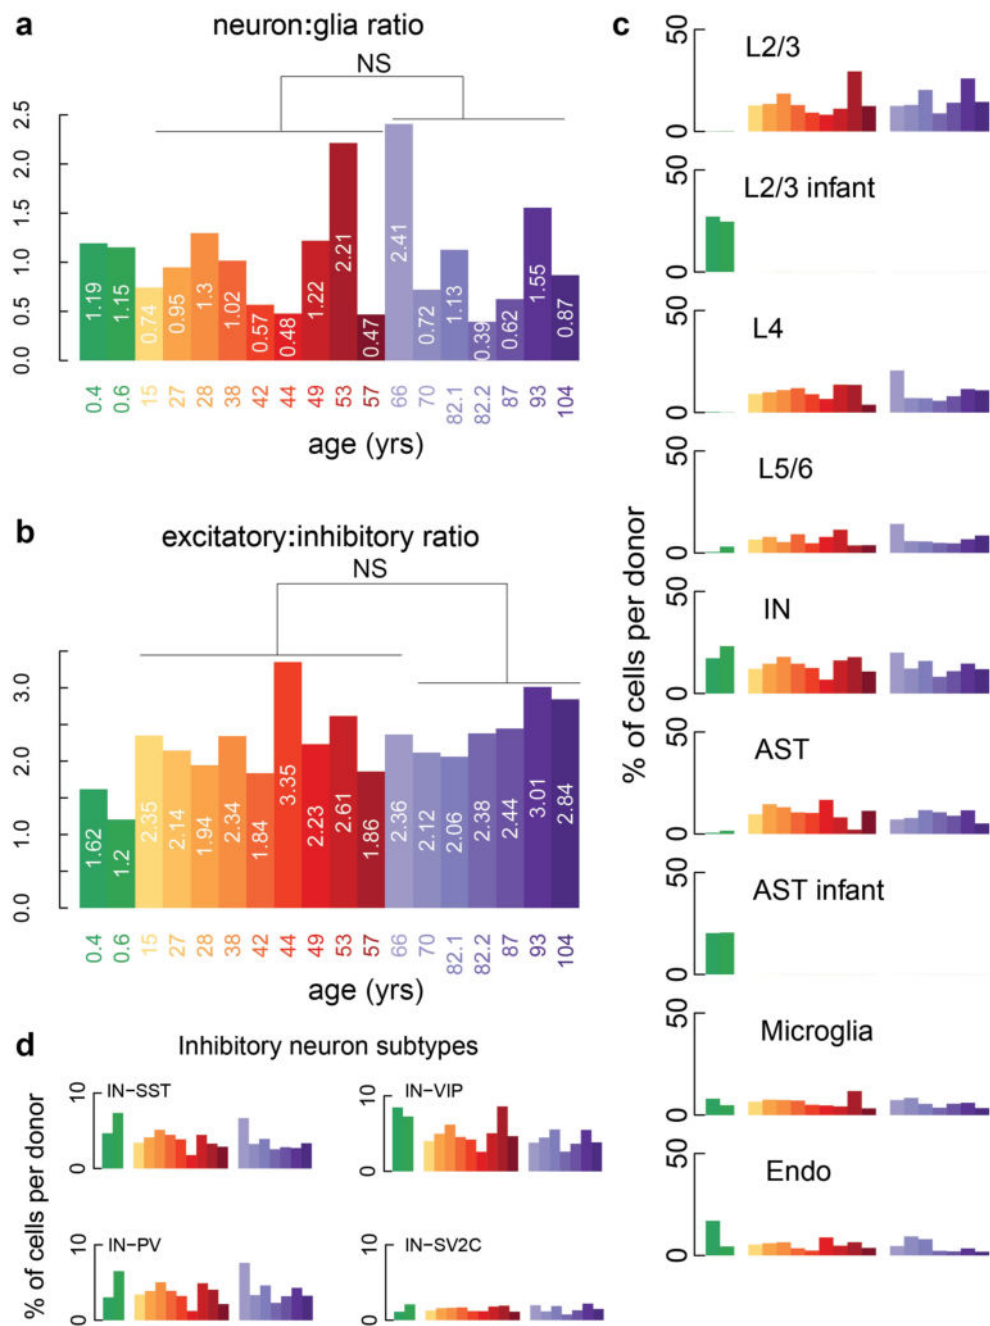 a
neuron:glia ratio
NS
0.0 0.5 1.0 1.5 2.0 2.5
1.19 1.15 0.74 0.95 1.3 1.02 0.57 0.48 1.22 2.21 0.47 2.41 0.72 1.13 0.39 0.62 1.55 0.87
0.4 0.6 15 27 28 38 42 44 49 53 57 66 70 82.1 82.2 87 93 104
age (yrs)
b
excitatory:inhibitory ratio
NS
0.0 1.0 2.0 3.0
1.62 1.2 2.35 2.14 1.94 2.34 1.84 3.35 2.23 2.61 1.86 2.36 2.12 2.06 2.38 2.44 3.01 2.84
0.4 0.6 15 27 28 38 42 44 49 53 57 66 70 82.1 82.2 87 93 104
age (yrs)
c
% of cells per donor
L2/3
0 50
L2/3 infant
0 50
L4
0 50
L5/6
0 50
IN
0 50
AST
0 50
AST infant
0 50
Microglia
0 50
Endo
0 50
d
Inhibitory neuron subtypes
% of cells per donor
IN-SST
0 10
IN-VIP
0 10
IN-PV
0 10
IN-SV2C
0 10